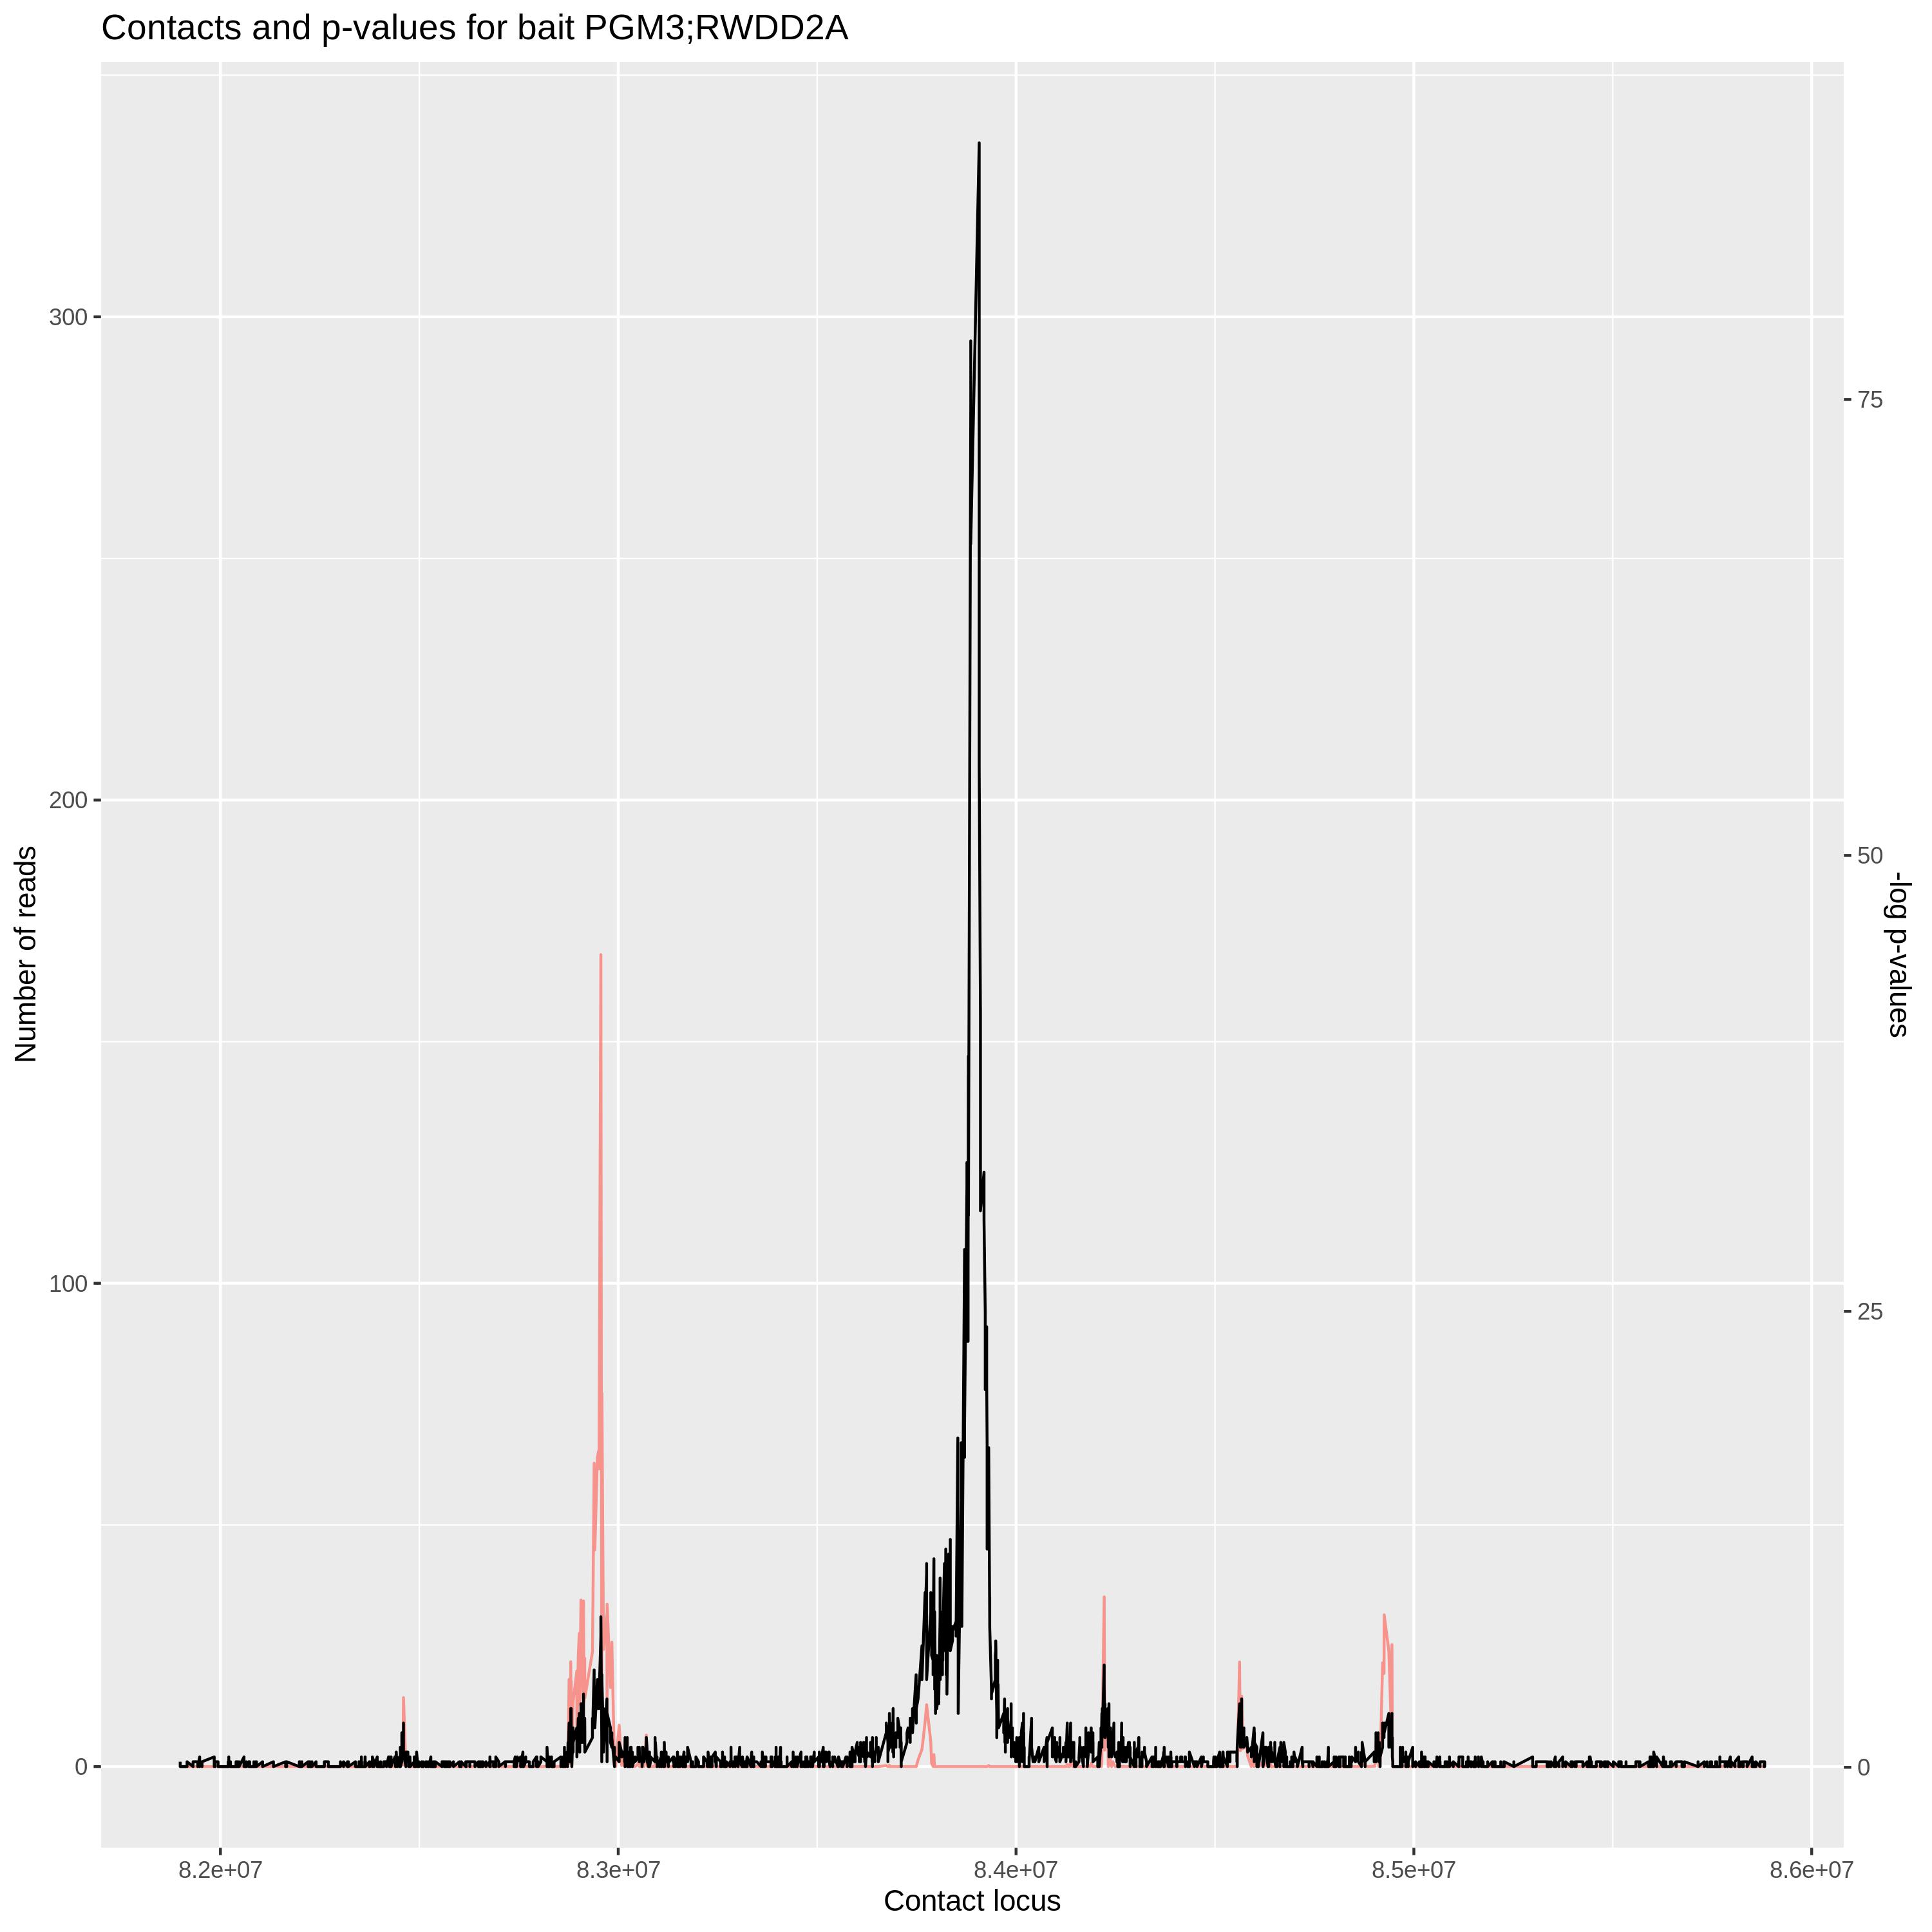 Contacts and p-values for bait PGM3;RWDD2A
300
200
100
0
Number of reads
75
50
25
0
-log p-values
8.2e+07 8.3e+07 8.4e+07 8.5e+07 8.6e+07
Contact locus